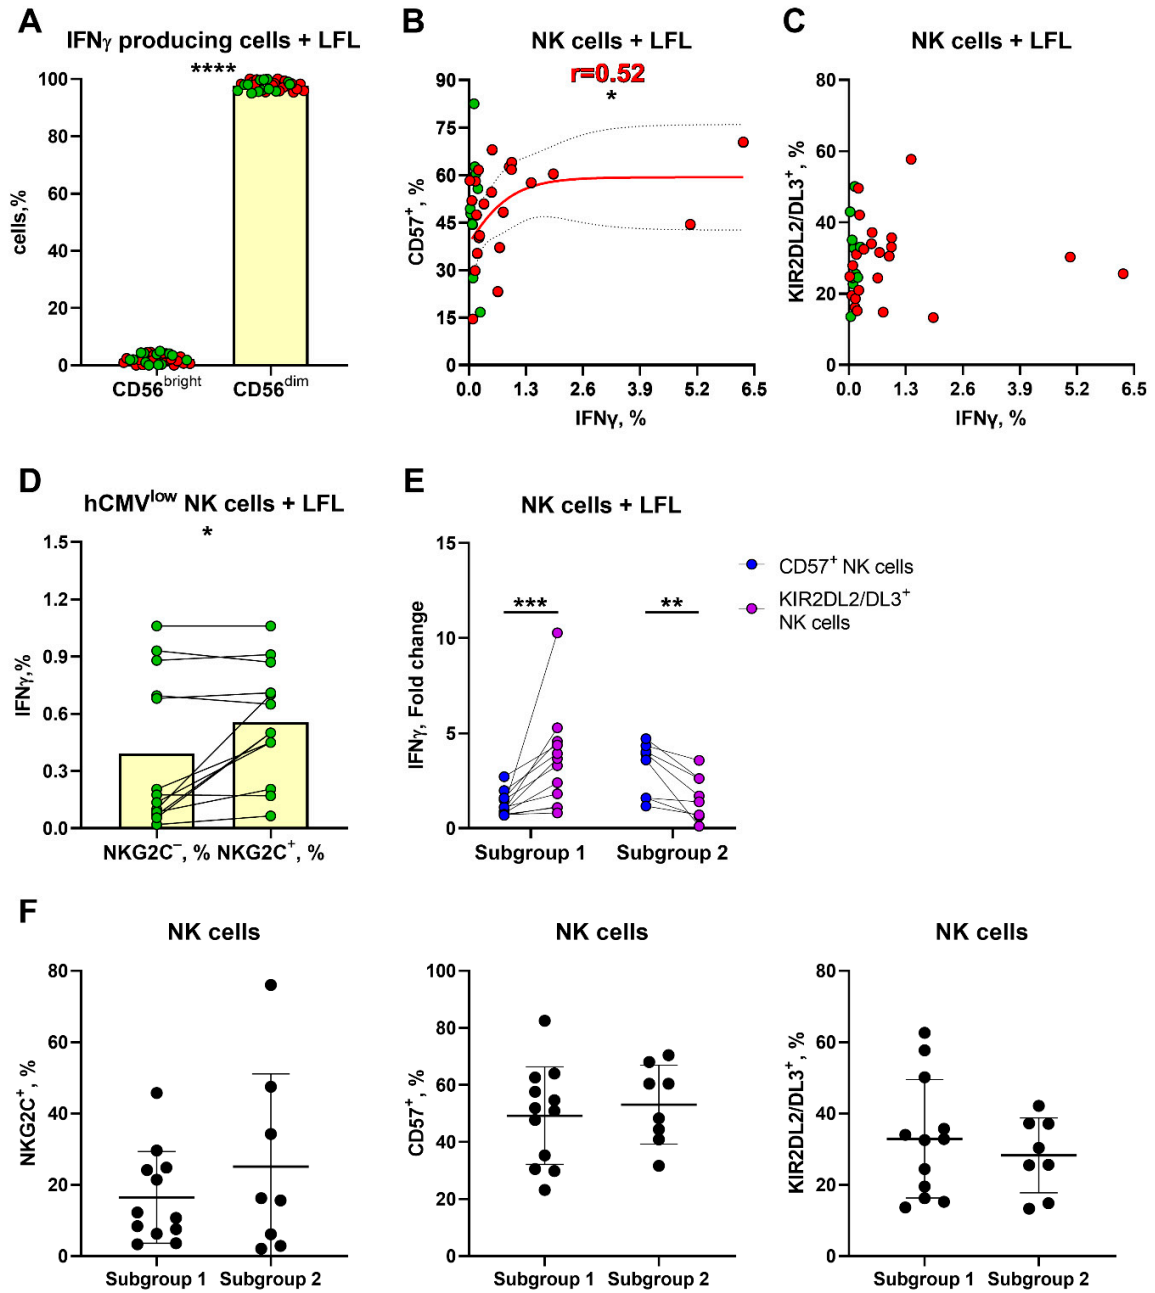 A
IFNγ producing cells + LFL
****
100
80
60
40
20
0
cells,%
CD56bright
CD56dim
B
NK cells + LFL
r=0.52
*
90
75
60
45
30
15
0
CD57+, %
0.0 1.3 2.6 3.9 5.2 6.5
IFNγ, %
C
NK cells + LFL
80
60
40
20
0
KIR2DL2/DL3+, %
0.0 1.3 2.6 3.9 5.2 6.5
IFNγ, %
D
hCMVlow NK cells + LFL
*
1.5
1.2
0.9
0.6
0.3
0.0
IFNγ,%
NKG2C−, % NKG2C+, %
E
NK cells + LFL
15
10
5
0
IFNγ, Fold change
***
**
Subgroup 1 Subgroup 2
CD57+ NK cells
KIR2DL2/DL3+
NK cells
F
NK cells
80
60
40
20
0
NKG2C+, %
Subgroup 1 Subgroup 2
NK cells
100
80
60
40
20
0
CD57+, %
Subgroup 1 Subgroup 2
NK cells
80
60
40
20
0
KIR2DL2/DL3+, %
Subgroup 1 Subgroup 2